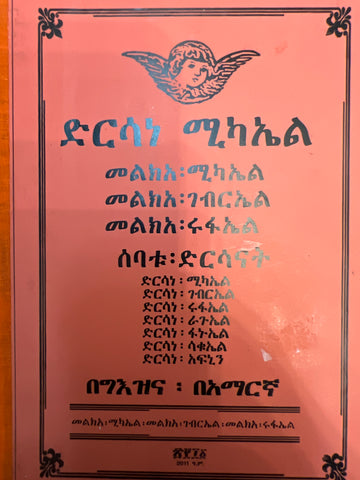 ድርሳነ ሚካኤል
መልክአ፡ሚካኤል
መልክአ፡ገብርኤል
መልክአ፡ሩፋኤል
ሰባቱ፡ድርሳናት
ድርሳነ፡ሚካኤል
ድርሳነ፡ገብርኤል
ድርሳነ፡ሩፋኤል
ድርሳነ፡ራጉኤል
ድርሳነ፡ፋኑኤል
ድርሳነ፡ሳቁኤል
ድርሳነ፡አፍኒን
በግእዝና ፡ በአማርኛ
መልክአ፡ሚካኤል፡መልክአ፡ገብርኤል፡መልክአ፡ሩፋኤል